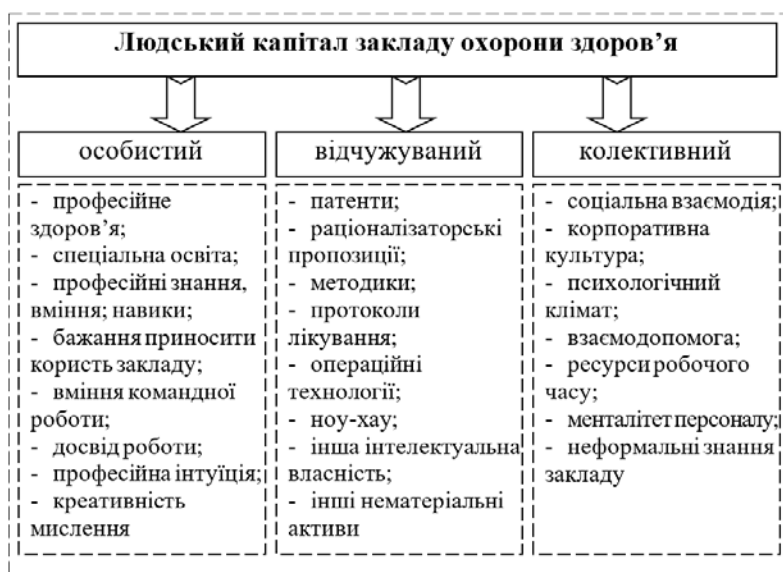 Людський капітал закладу охорони здоров’я
особистий
- професійне
здоров’я;
- спеціальна освіта;
- професійні знання,
вміння; навики;
- бажання приносити
користь закладу;
- вміння командної
роботи;
- досвід роботи;
- професійна інтуїція;
- креативність
мислення
відчужуваний
- патенти;
- раціоналізаторські
пропозиції;
- методики;
- протоколи
лікування;
- операційні
технології;
- ноу-хау;
- інша інтелектуальна
власність;
- інші нематеріальні
активи
колективний
- соціальна взаємодія;
- корпоративна
культура;
- психологічний
клімат;
- взаємодопомога;
- ресурси робочого
часу;
- менталітет персоналу;
- неформальні знання
закладу